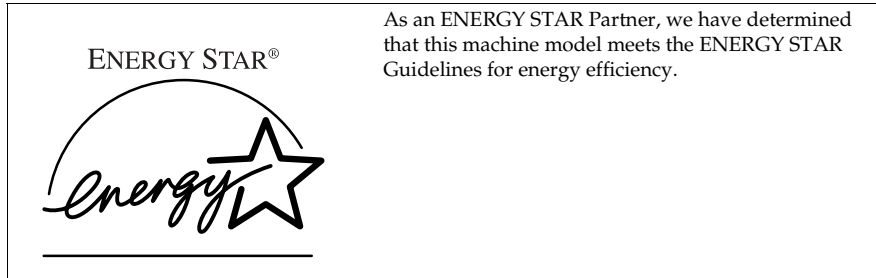 ENERGY STAR®
energy
As an ENERGY STAR Partner, we have determined
that this machine model meets the ENERGY STAR
Guidelines for energy efficiency.